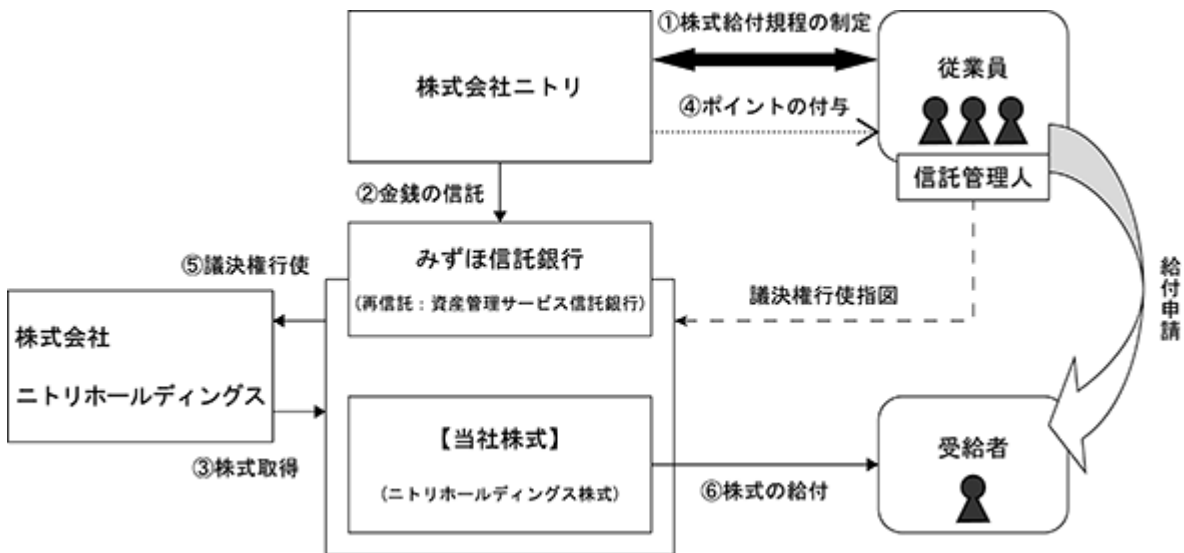 ①株式給付規程の制定
株式会社ニトリ
従業員
④ポイントの付与
信託管理人
②金銭の信託
みずほ信託銀行
(再信託：資産管理サービス信託銀行)
⑤議決権行使
議決権行使指図
給付申請
株式会社
ニトリホールディングス
③株式取得
【当社株式】
(ニトリホールディングス株式)
⑥株式の給付
受給者